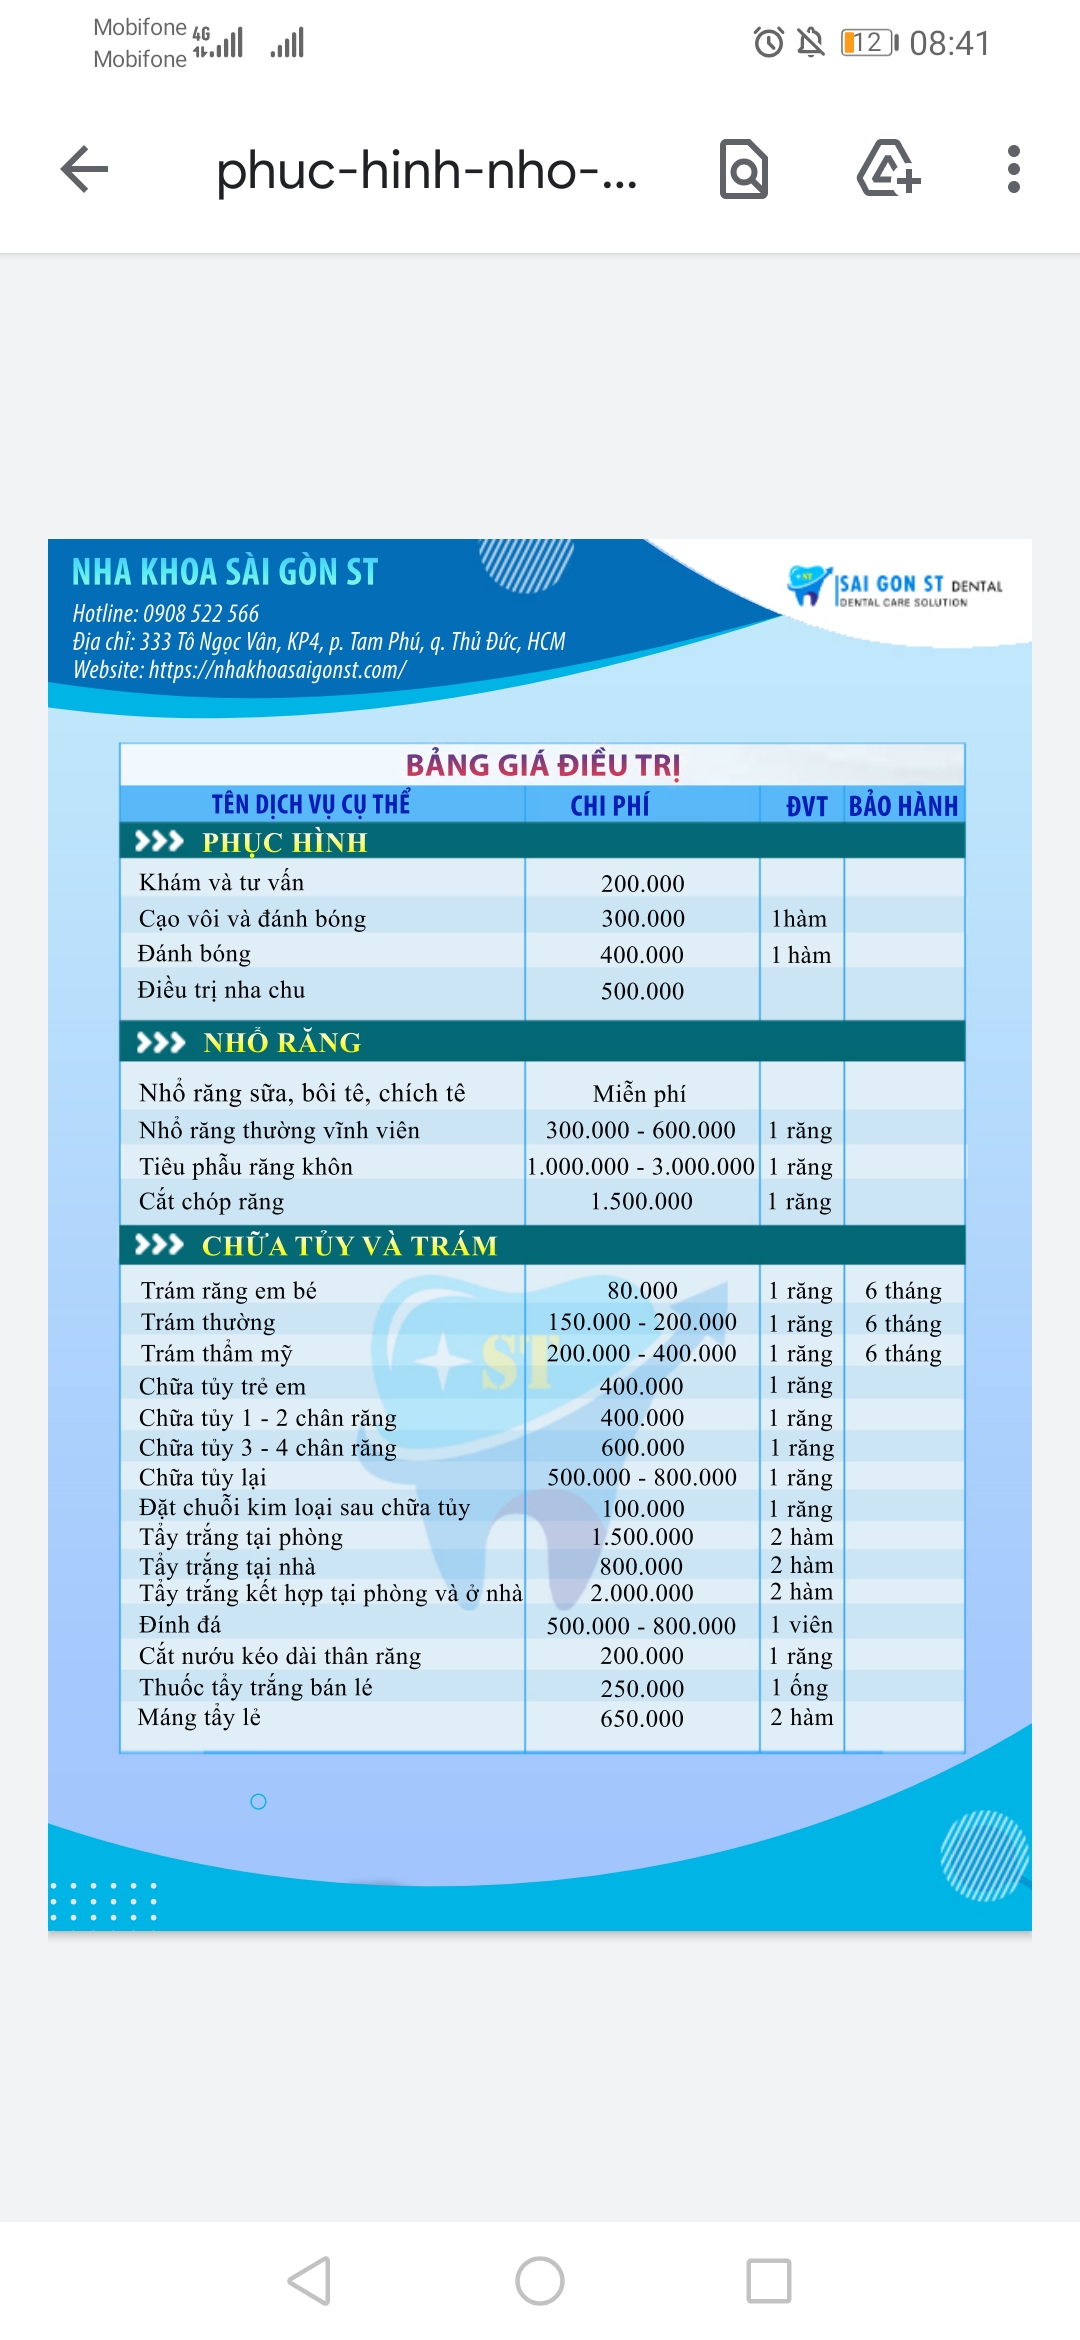 Mobifone 4G
Mobifone
12 08:41
phuc-hinh-nho-...
NHA KHOA SÀI GÒN ST
Hotline: 0908 522 566
Địa chỉ: 333 Tô Ngọc Vân, KP4, p. Tam Phú, q. Thủ Đức, HCM
Website: https://nhakhoasaigonst.com/
ST
SAI GON ST DENTAL
DENTAL CARE SOLUTION
BẢNG GIÁ ĐIỀU TRỊ
TÊN DỊCH VỤ CỤ THỂ CHI PHÍ ĐVT BẢO HÀNH
PHỤC HÌNH
Khám và tư vấn 200.000
Cạo vôi và đánh bóng 300.000 1hàm
Đánh bóng 400.000 1 hàm
Điều trị nha chu 500.000
NHỔ RĂNG
Nhổ răng sữa, bôi tê, chích tê Miễn phí
Nhổ răng thường vĩnh viên 300.000 - 600.000 1 răng
Tiêu phẫu răng khôn 1.000.000 - 3.000.000 1 răng
Cắt chóp răng 1.500.000 1 răng
CHỮA TỦY VÀ TRÁM
Trám răng em bé 80.000 1 răng 6 tháng
Trám thường 150.000 - 200.000 1 răng 6 tháng
Trám thẩm mỹ 200.000 - 400.000 1 răng 6 tháng
ST
Chữa tủy trẻ em 400.000 1 răng
Chữa tủy 1 - 2 chân răng 400.000 1 răng
Chữa tủy 3 - 4 chân răng 600.000 1 răng
Chữa tủy lại 500.000 - 800.000 1 răng
Đặt chuỗi kim loại sau chữa tủy 100.000 1 răng
Tẩy trắng tại phòng 1.500.000 2 hàm
Tẩy trắng tại nhà 800.000 2 hàm
Tẩy trắng kết hợp tại phòng và ở nhà 2.000.000 2 hàm
Đính đá 500.000 - 800.000 1 viên
Cắt nướu kéo dài thân răng 200.000 1 răng
Thuốc tẩy trắng bán lé 250.000 1 ống
Máng tẩy lẻ 650.000 2 hàm